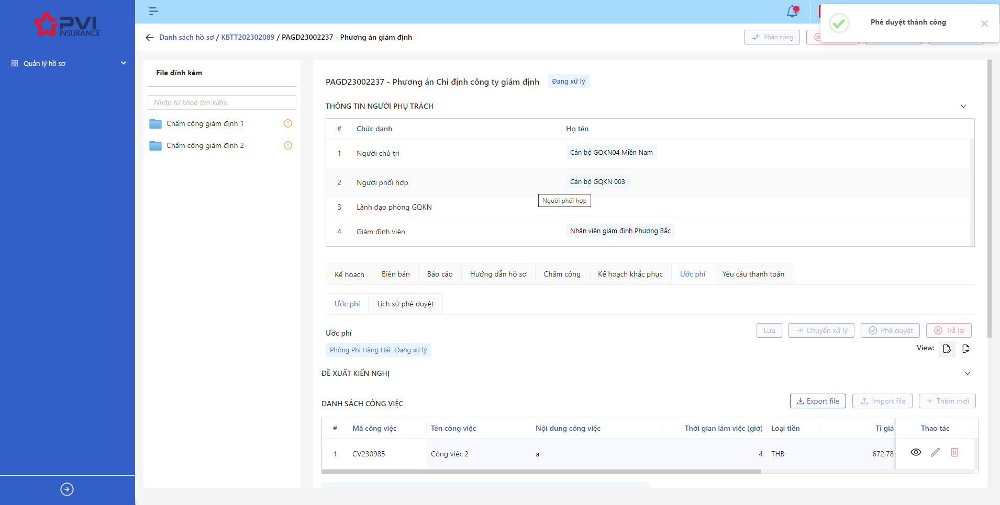 PVI
INSURANCE
Quản lý hồ sơ
Danh sách hồ sơ / KBTT202302089 / PAGD23002237 - Phương án giám định
Phân công
Phê duyệt thành công
File đính kèm
Nhập từ khoá tìm kiếm
Chấm công giám định 1
Chấm công giám định 2
PAGD23002237 - Phương án Chỉ định công ty giám định
Đang xử lý
THÔNG TIN NGƯỜI PHỤ TRÁCH
# Chức danh Họ tên
1 Người chủ trì Cán bộ GQKN04 Miền Nam
2 Người phối hợp Cán bộ GQKN 003
Người phối hợp
3 Lãnh đạo phòng GQKN
4 Giám định viên Nhân viên giám định Phương Bắc
Kế hoạch Biên bản Báo cáo Hướng dẫn hồ sơ Chấm công Kế hoạch khắc phục Ước phí Yêu cầu thanh toán
Ước phí Lịch sử phê duyệt
Ước phí
Lưu Chuyển xử lý Phê duyệt Trả lại
Phòng Phi Hàng Hải -Đang xử lý
View:
ĐỀ XUẤT KIẾN NGHỊ
DANH SÁCH CÔNG VIỆC
Export file Import file + Thêm mới
# Mã công việc Tên công việc Nội dung công việc Thời gian làm việc (giờ) Loại tiền Tỉ giá Thao tác
1 CV230985 Công việc 2 a 4 THB 672.78